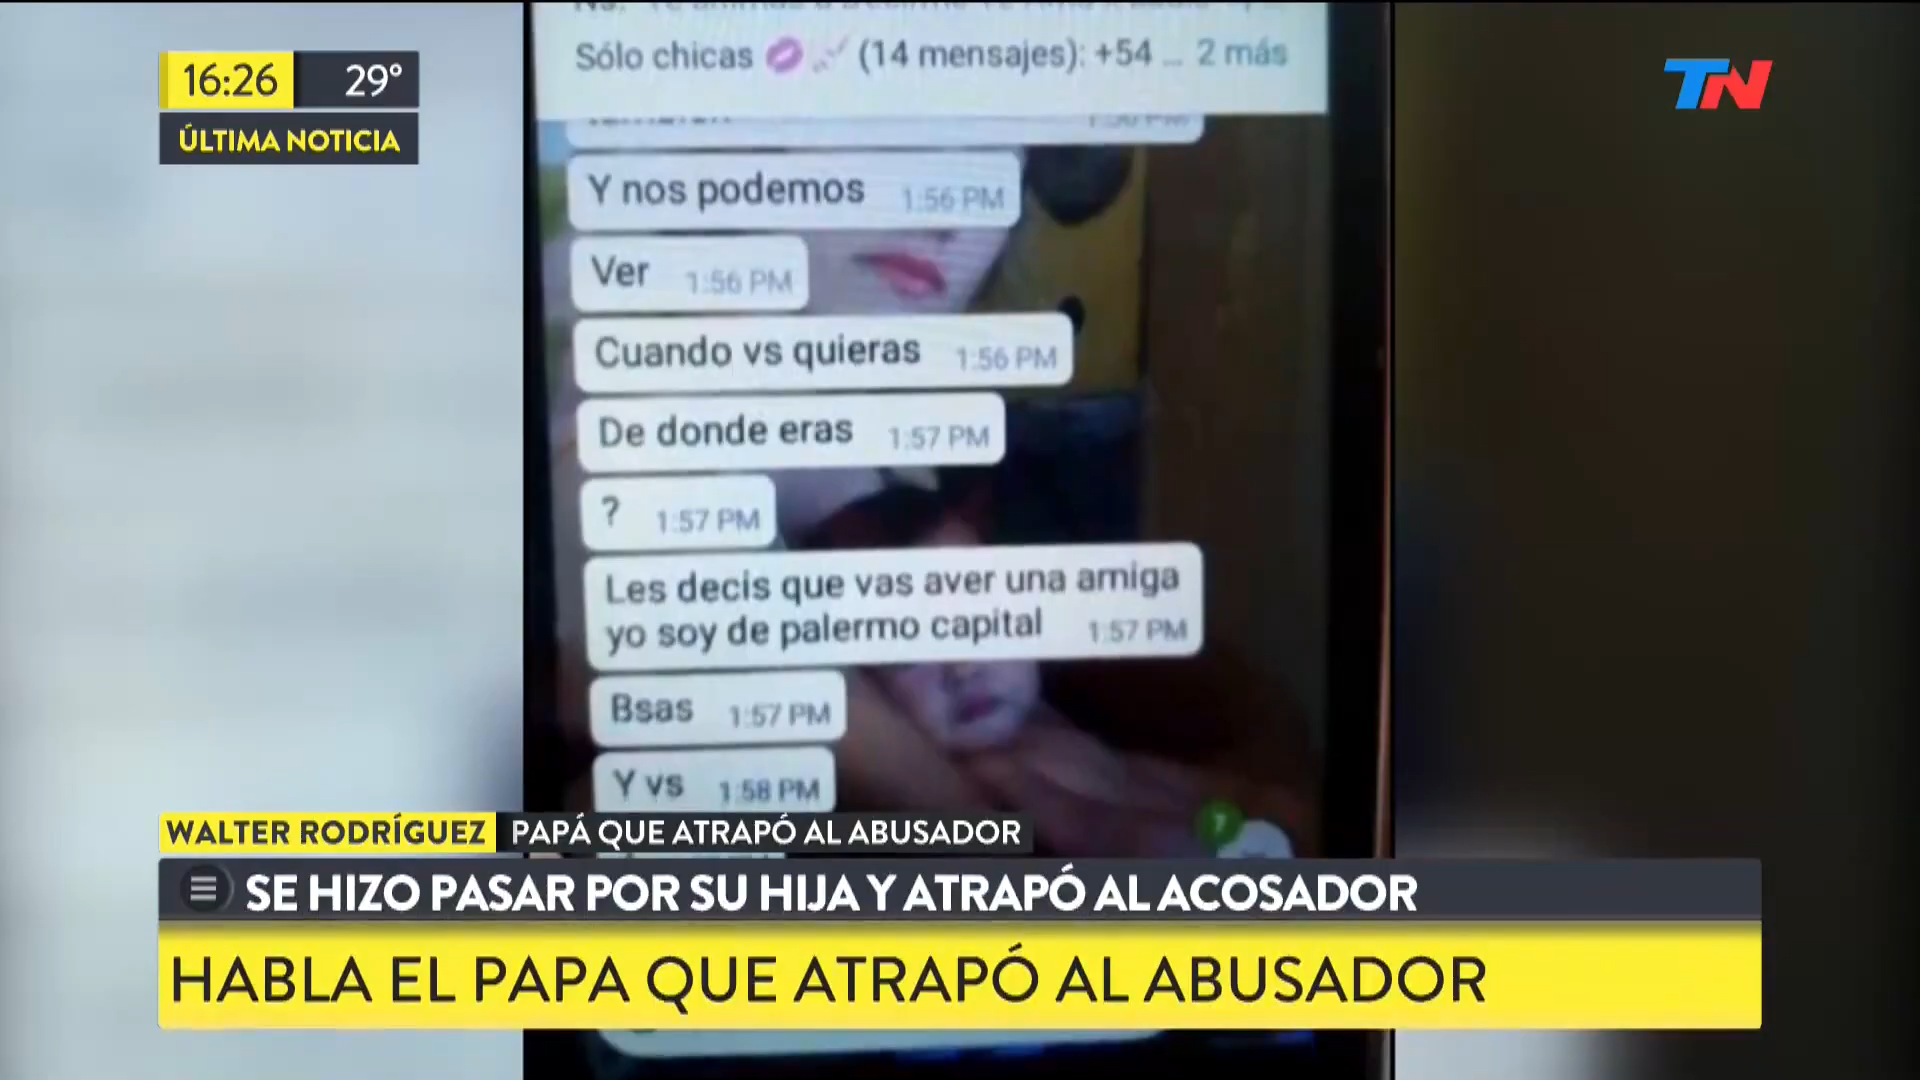 16:26 29°
ÚLTIMA NOTICIA
TN
Sólo chicas (14 mensajes): +54 ... 2 más
Y nos podemos 1:56 PM
Ver 1:56 PM
Cuando vs quieras 1:56 PM
De donde eras 1:57 PM
? 1:57 PM
Les decis que vas aver una amiga
yo soy de palermo capital 1:57 PM
Bsas 1:57 PM
Y vs 1:58 PM
7
WALTER RODRÍGUEZ PAPÁ QUE ATRAPÓ AL ABUSADOR
SE HIZO PASAR POR SU HIJA Y ATRAPÓ AL ACOSADOR
HABLA EL PAPA QUE ATRAPÓ AL ABUSADOR